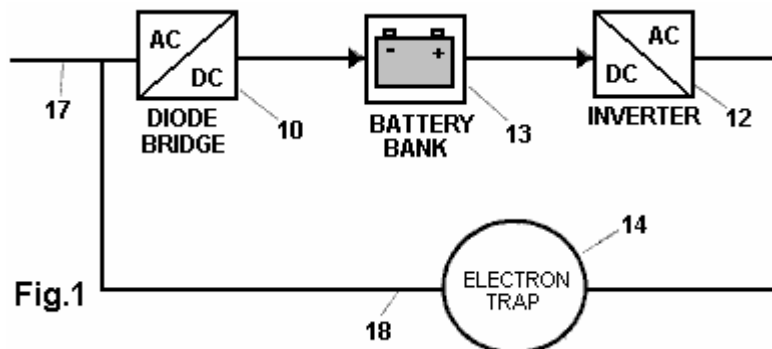 AC
DC
17
10
DIODE
BRIDGE
- +
BATTERY
BANK
13
AC
DC
INVERTER
12
14
ELECTRON
TRAP
18
Fig.1